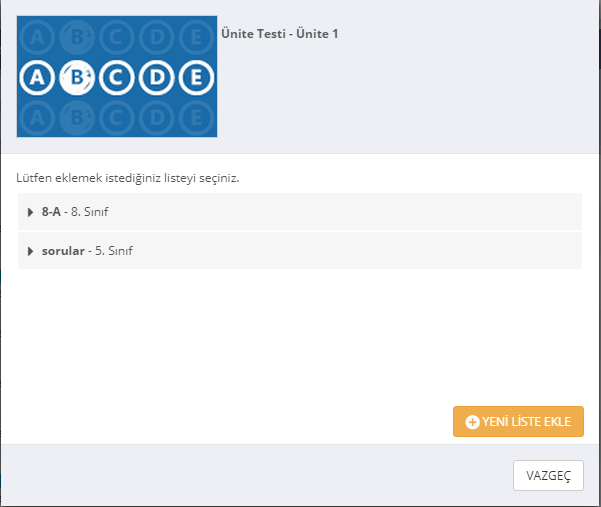 A B C D E
Ünite Testi - Ünite 1
A B C D E
A B C D E
Lütfen eklemek istediğiniz listeyi seçiniz.
8-A - 8. Sınıf
sorular - 5. Sınıf
YENİ LİSTE EKLE
VAZGEÇ